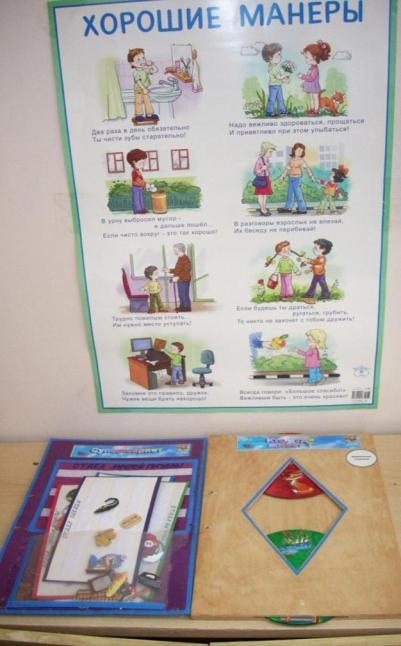 ХОРОШИЕ МАНЕРЫ
Два раза в день обязательно
Ты чисти зубы старательно!
Надо вежливо здороваться, прощаться
И приветливо при этом улыбаться!
В урну выбросил мусор -
и дальше пошёл...
Если чисто вокруг - это так хорошо!
В разговоры взрослых не влезай,
Их беседу не перебивай!
Трудно пожилым стоять...
Им нужно место уступать!
Если будешь ты драться,
ругаться, грубить,
То никто не захочет с тобою дружить!
Запомни это правило, дружок:
Чужие вещи брать нехорошо!
Всегда говори: «Большое спасибо!»
Вежливым быть - это очень красиво!
Супермаркет